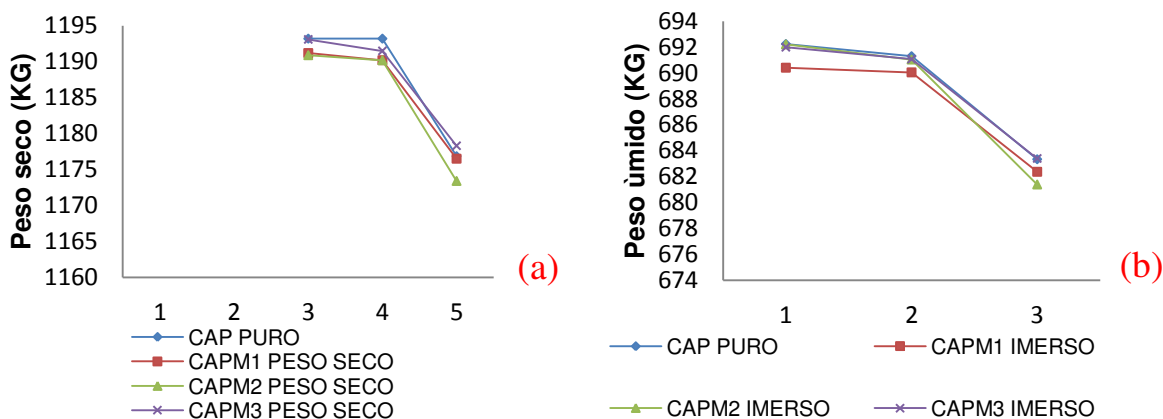 Peso seco (KG)
1195
1190
1185
1180
1175
1170
1165
1160
1 2 3 4 5
(a)
CAP PURO
CAPM1 PESO SECO
CAPM2 PESO SECO
CAPM3 PESO SECO
Peso ùmido (KG)
694
692
690
688
686
684
682
680
678
676
674
1 2 3
(b)
CAP PURO CAPM1 IMERSO
CAPM2 IMERSO CAPM3 IMERSO